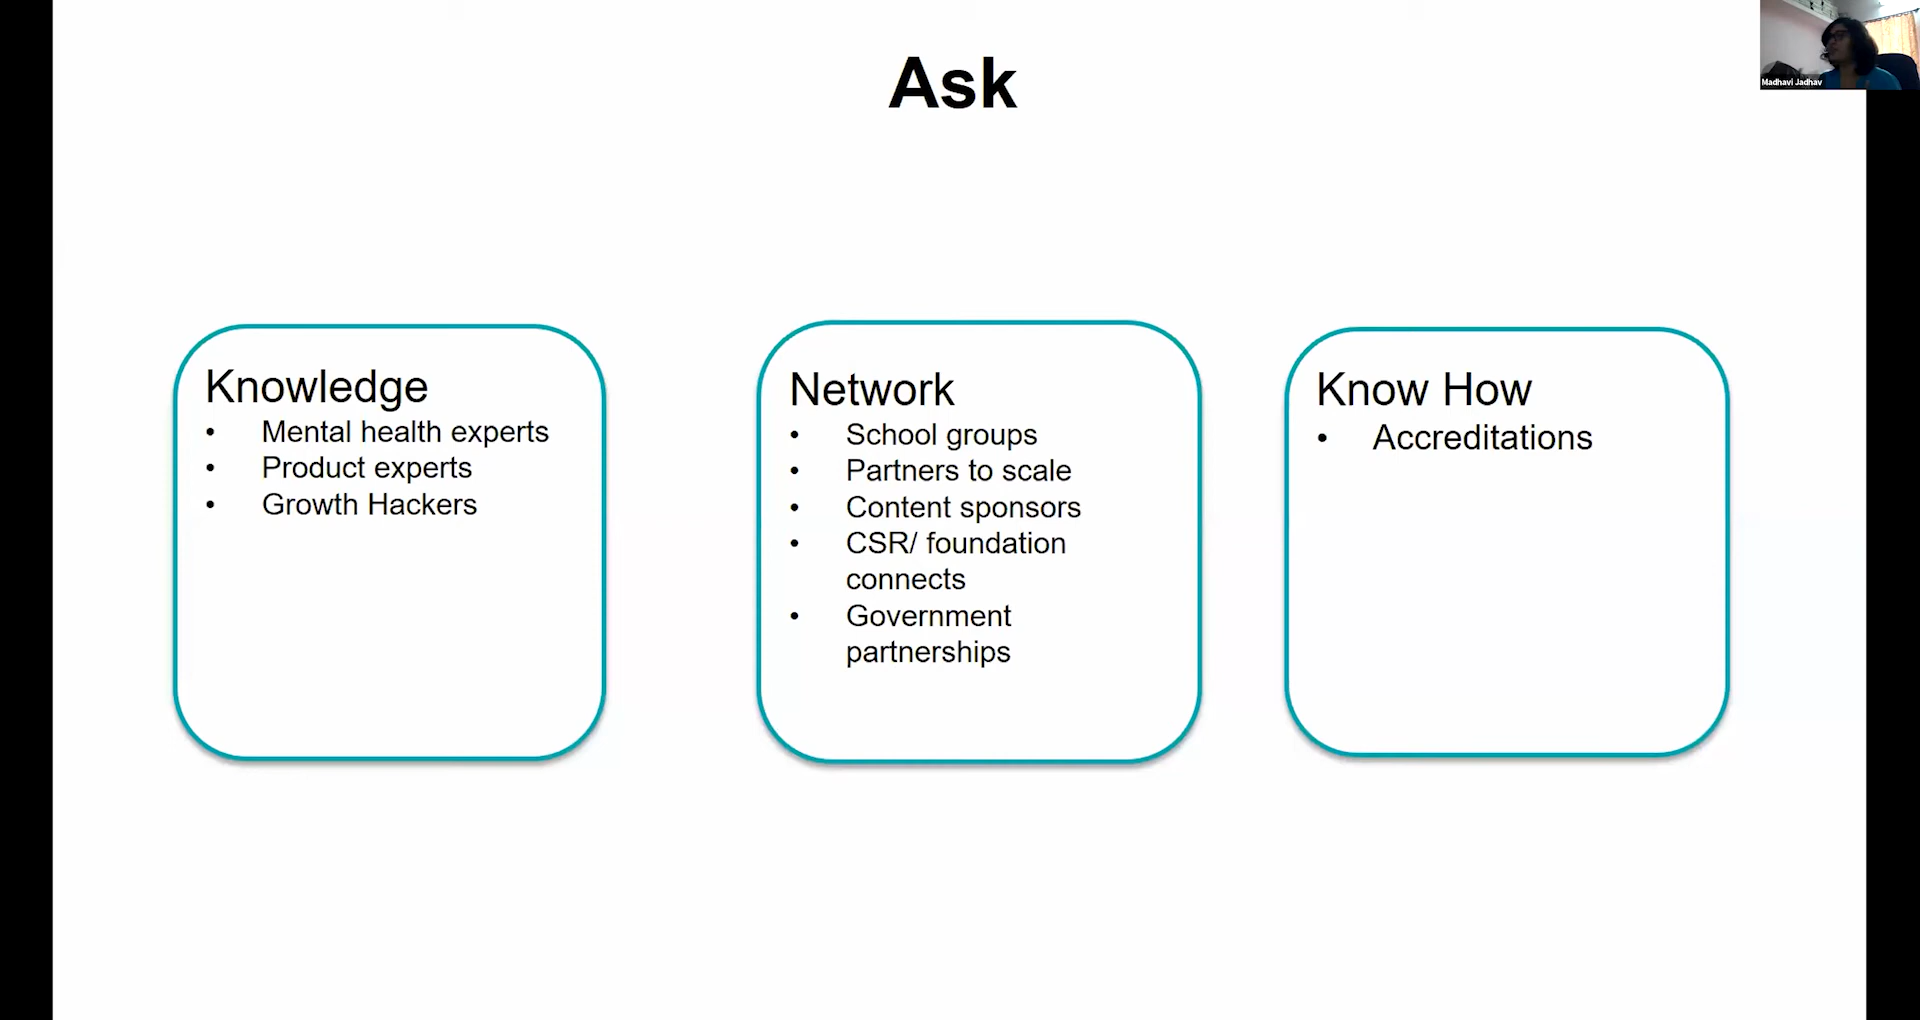 Ask
Madhavi Jadhav
Knowledge
• Mental health experts
• Product experts
• Growth Hackers
Network
• School groups
• Partners to scale
• Content sponsors
• CSR/ foundation
connects
• Government
partnerships
Know How
• Accreditations